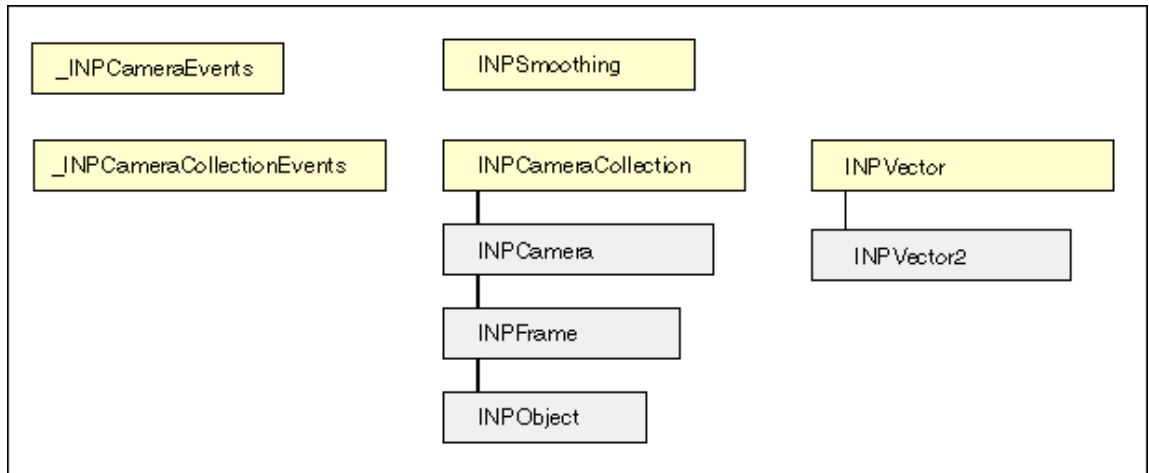 _INPCameraEvents
INPSmoothing
_INPCameraCollectionEvents
INPCameraCollection
INPVector
INPCamera
INPVector2
INPFrame
INPObject